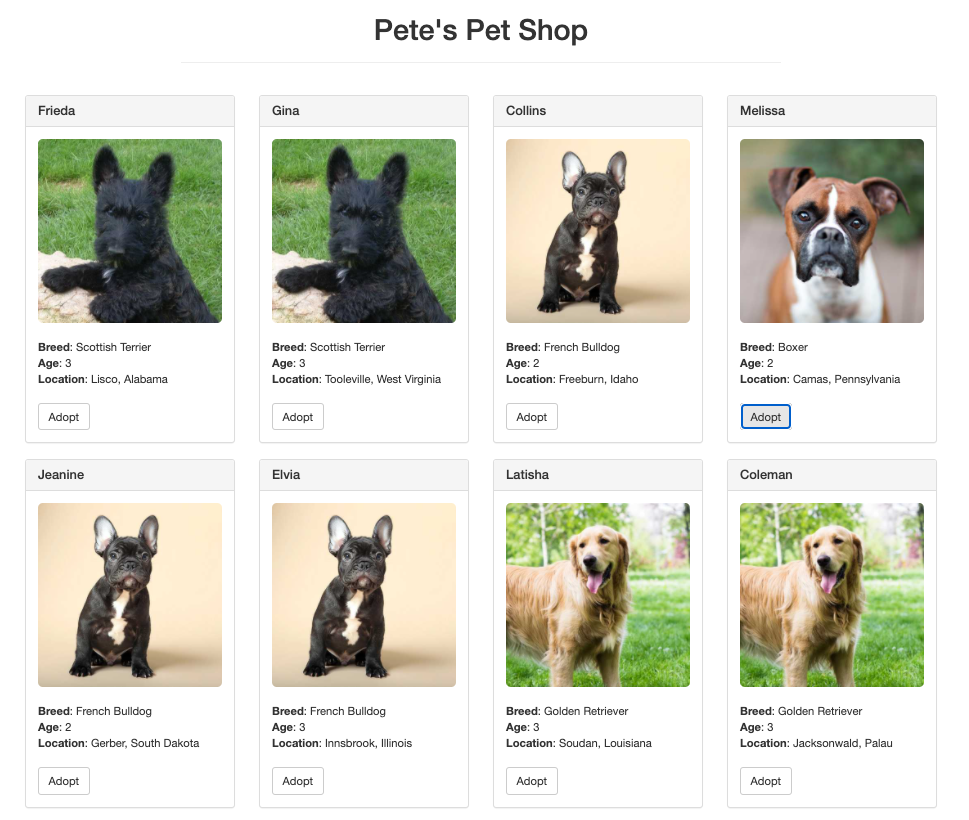 Pete's Pet Shop
Frieda
Breed: Scottish Terrier
Age: 3
Location: Lisco, Alabama
Adopt
Gina
Breed: Scottish Terrier
Age: 3
Location: Tooleville, West Virginia
Adopt
Collins
Breed: French Bulldog
Age: 2
Location: Freeburn, Idaho
Adopt
Melissa
Breed: Boxer
Age: 2
Location: Camas, Pennsylvania
Adopt
Jeanine
Breed: French Bulldog
Age: 2
Location: Gerber, South Dakota
Adopt
Elvia
Breed: French Bulldog
Age: 3
Location: Innsbrook, Illinois
Adopt
Latisha
Breed: Golden Retriever
Age: 3
Location: Soudan, Louisiana
Adopt
Coleman
Breed: Golden Retriever
Age: 3
Location: Jacksonwald, Palau
Adopt